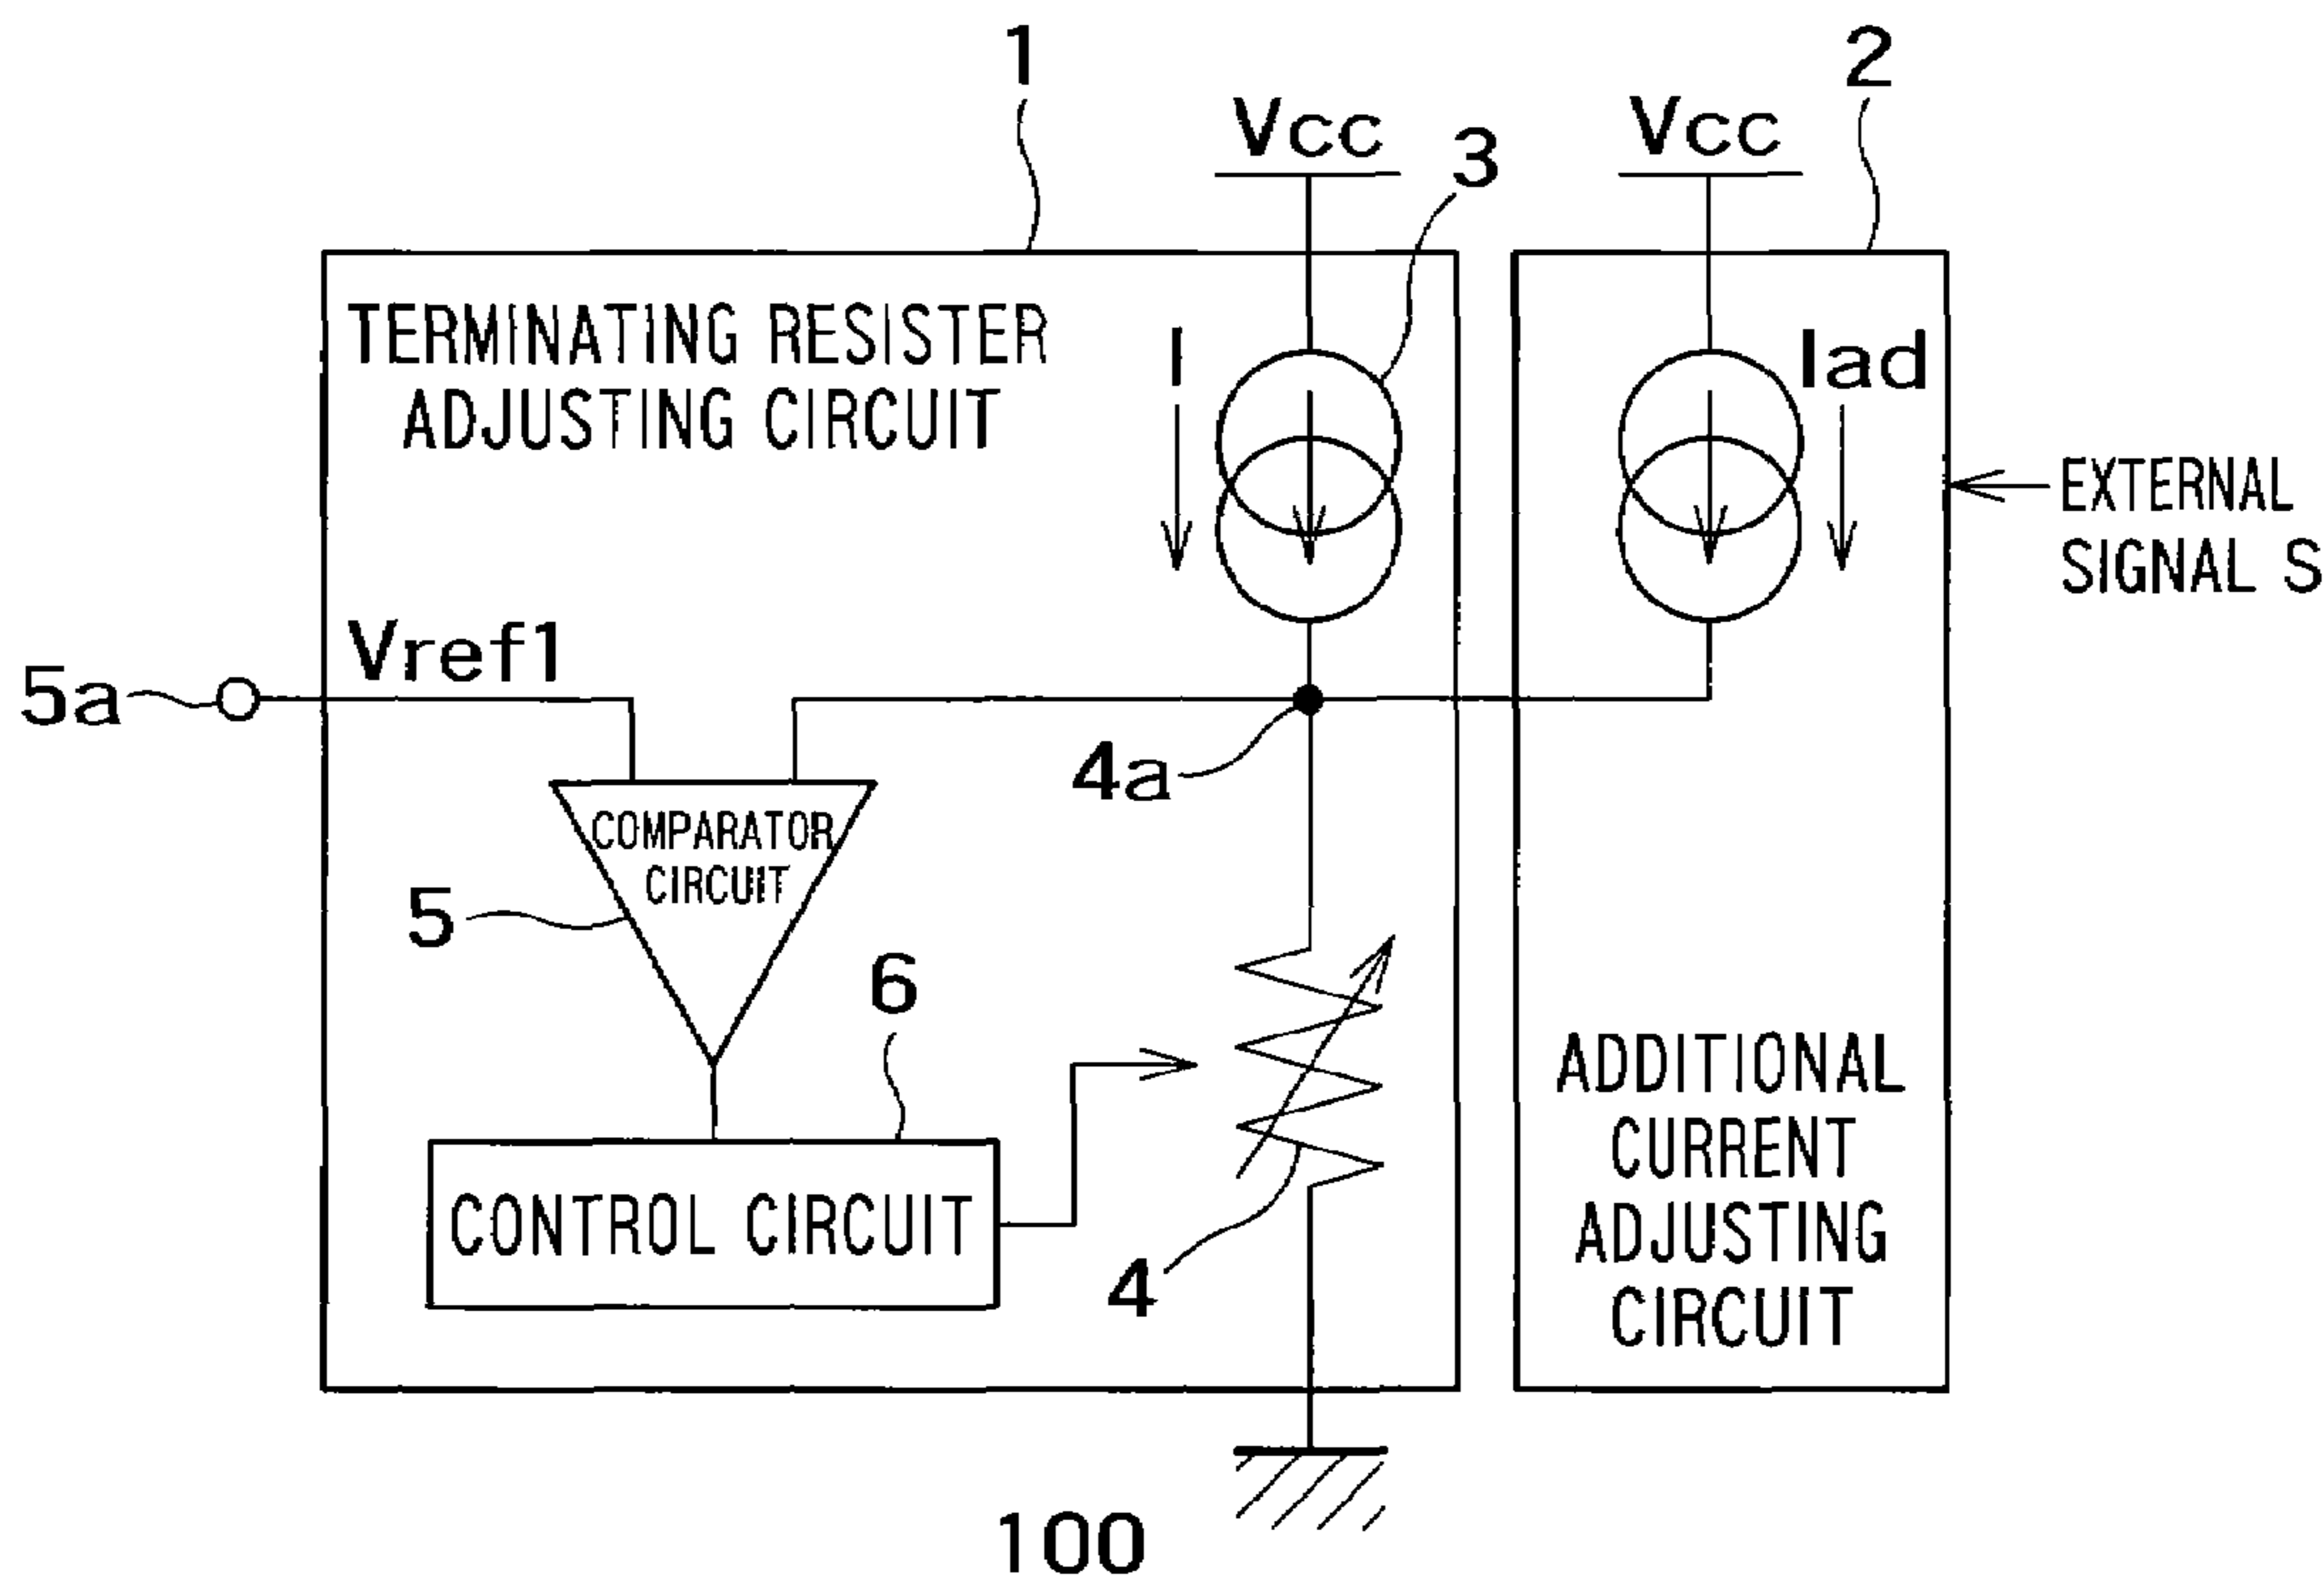 1
2
Vcc
Vcc
3
TERMINATING RESISTER
ADJUSTING CIRCUIT
I
Iad
EXTERNAL
SIGNAL S
Vref1
5a
4a
COMPARATOR
CIRCUIT
5
6
CONTROL CIRCUIT
4
ADDITIONAL
CURRENT
ADJUSTING
CIRCUIT
100